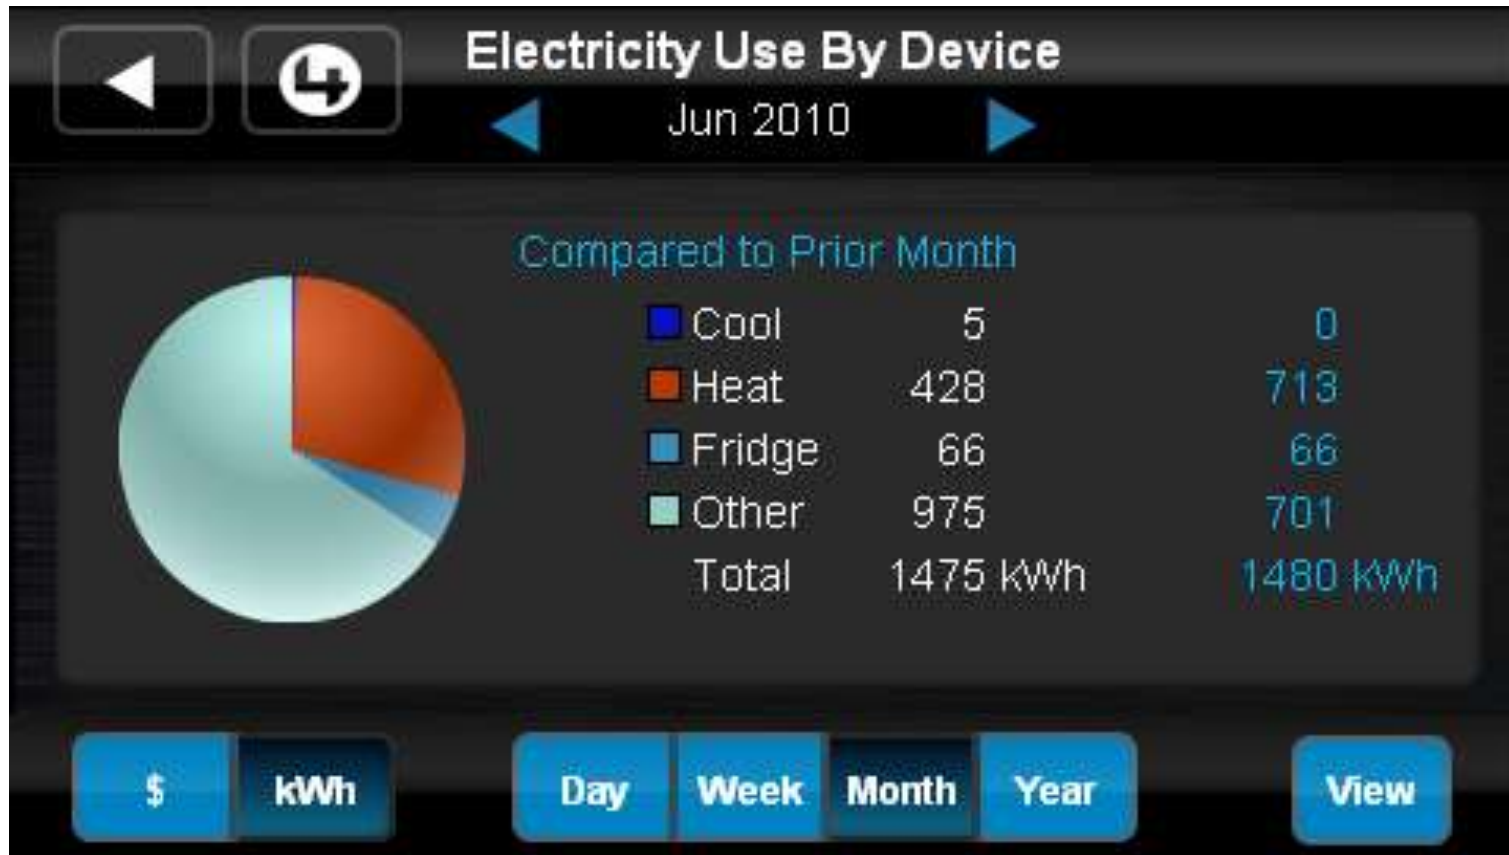 Electricity Use By Device
Jun 2010
Compared to Prior Month
Cool 5 0
Heat 428 713
Fridge 66 66
Other 975 701
Total 1475 kWh 1480 kWh
$ kWh Day Week Month Year View